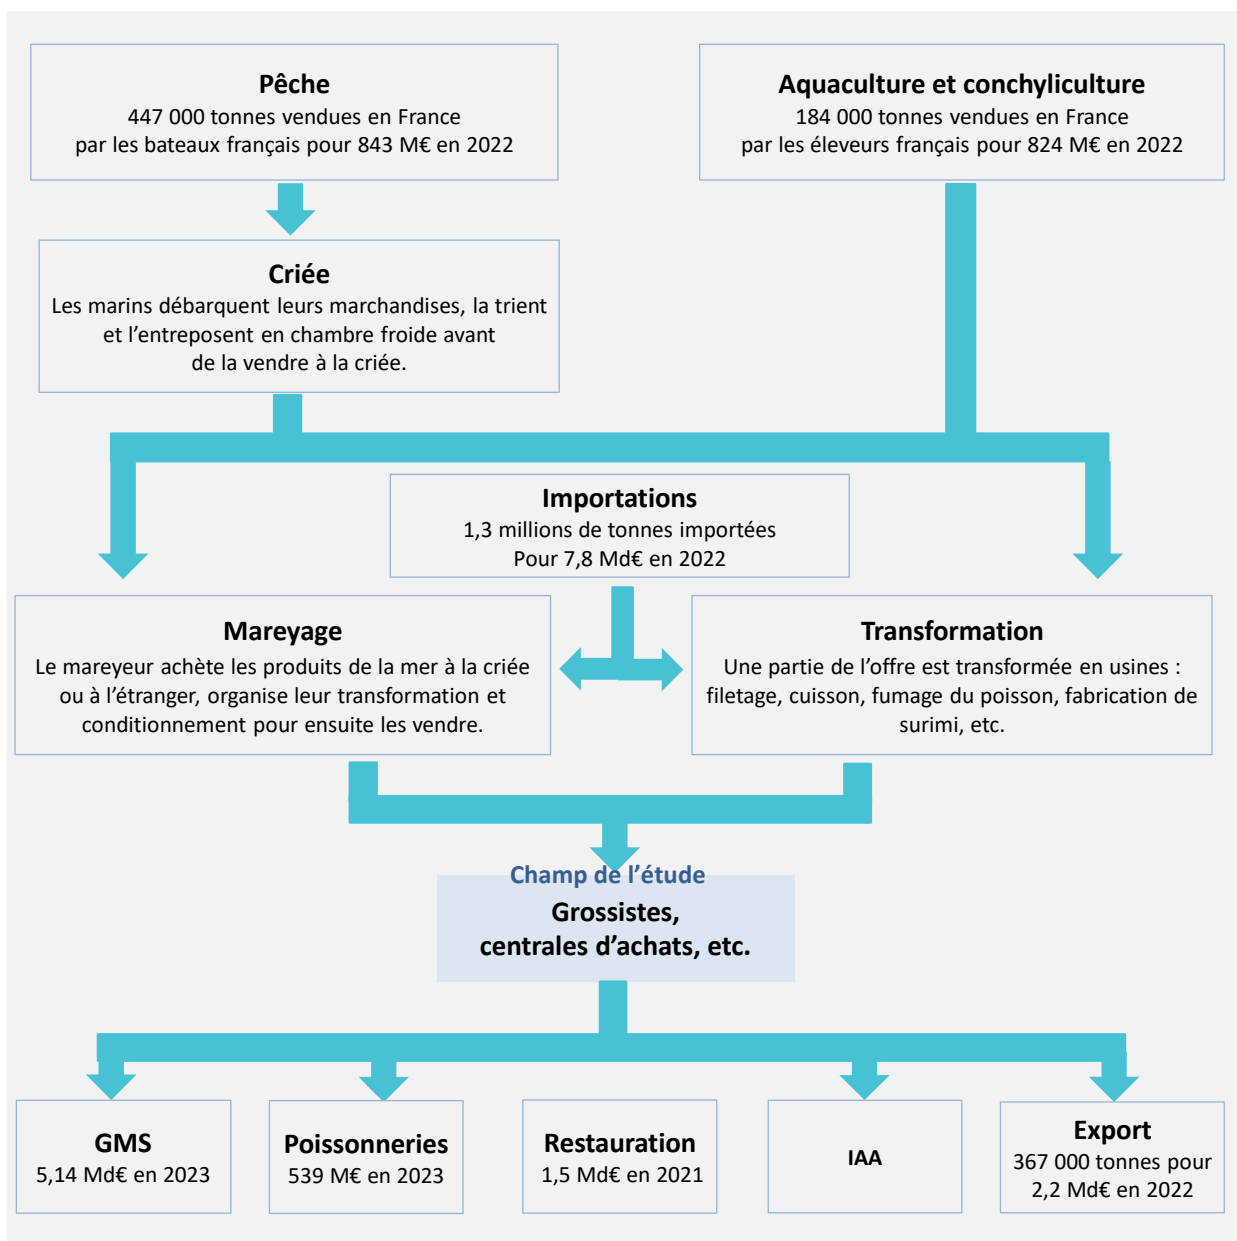 Pêche
447 000 tonnes vendues en France
par les bateaux français pour 843 M€ en 2022
Aquaculture et conchyliculture
184 000 tonnes vendues en France
par les éleveurs français pour 824 M€ en 2022
Criée
Les marins débarquent leurs marchandises, la trient
et l’entreposent en chambre froide avant
de la vendre à la criée.
Importations
1,3 millions de tonnes importées
Pour 7,8 Md€ en 2022
Mareyage
Le mareyeur achète les produits de la mer à la criée
ou à l’étranger, organise leur transformation et
conditionnement pour ensuite les vendre.
Transformation
Une partie de l’offre est transformée en usines :
filetage, cuisson, fumage du poisson, fabrication de
surimi, etc.
Champ de l’étude
Grossistes,
centrales d’achats, etc.
GMS
5,14 Md€ en 2023
Poissonneries
539 M€ en 2023
Restauration
1,5 Md€ en 2021
IAA
Export
367 000 tonnes pour
2,2 Md€ en 2022